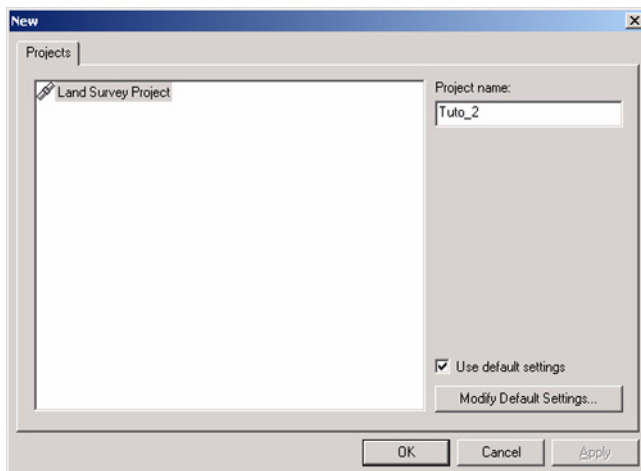 New
Projects
Land Survey Project
Project name:
Tuto_2
Use default settings
Modify Default Settings...
OK
Cancel
Apply